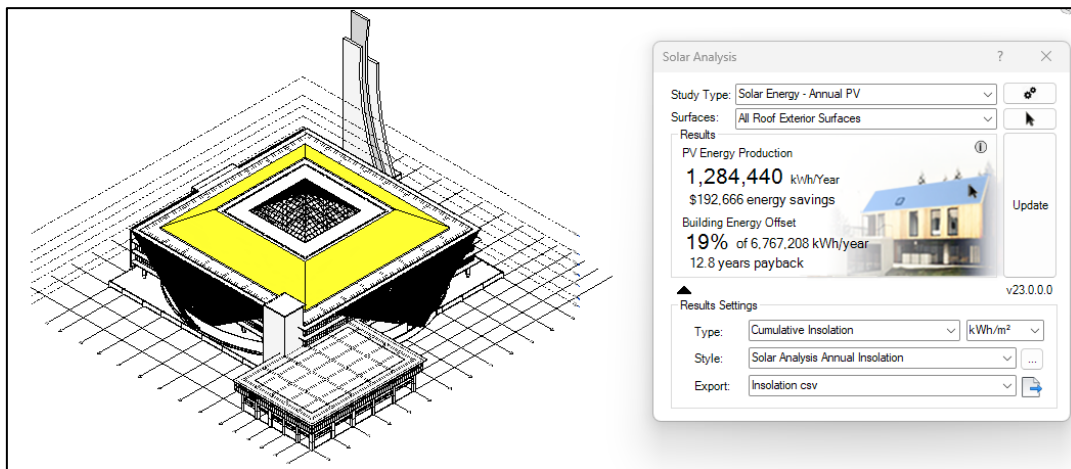 Solar Analysis
?
Study Type: Solar Energy - Annual PV
Surfaces: All Roof Exterior Surfaces
Results
PV Energy Production
1,284,440 kWh/Year
$192,666 energy savings
Building Energy Offset
19% of 6,767,208 kWh/year
12.8 years payback
Update
v23.0.0.0
Results Settings
Type: Cumulative Insolation kWh/m²
Style: Solar Analysis Annual Insolation ...
Export: Insolation csv